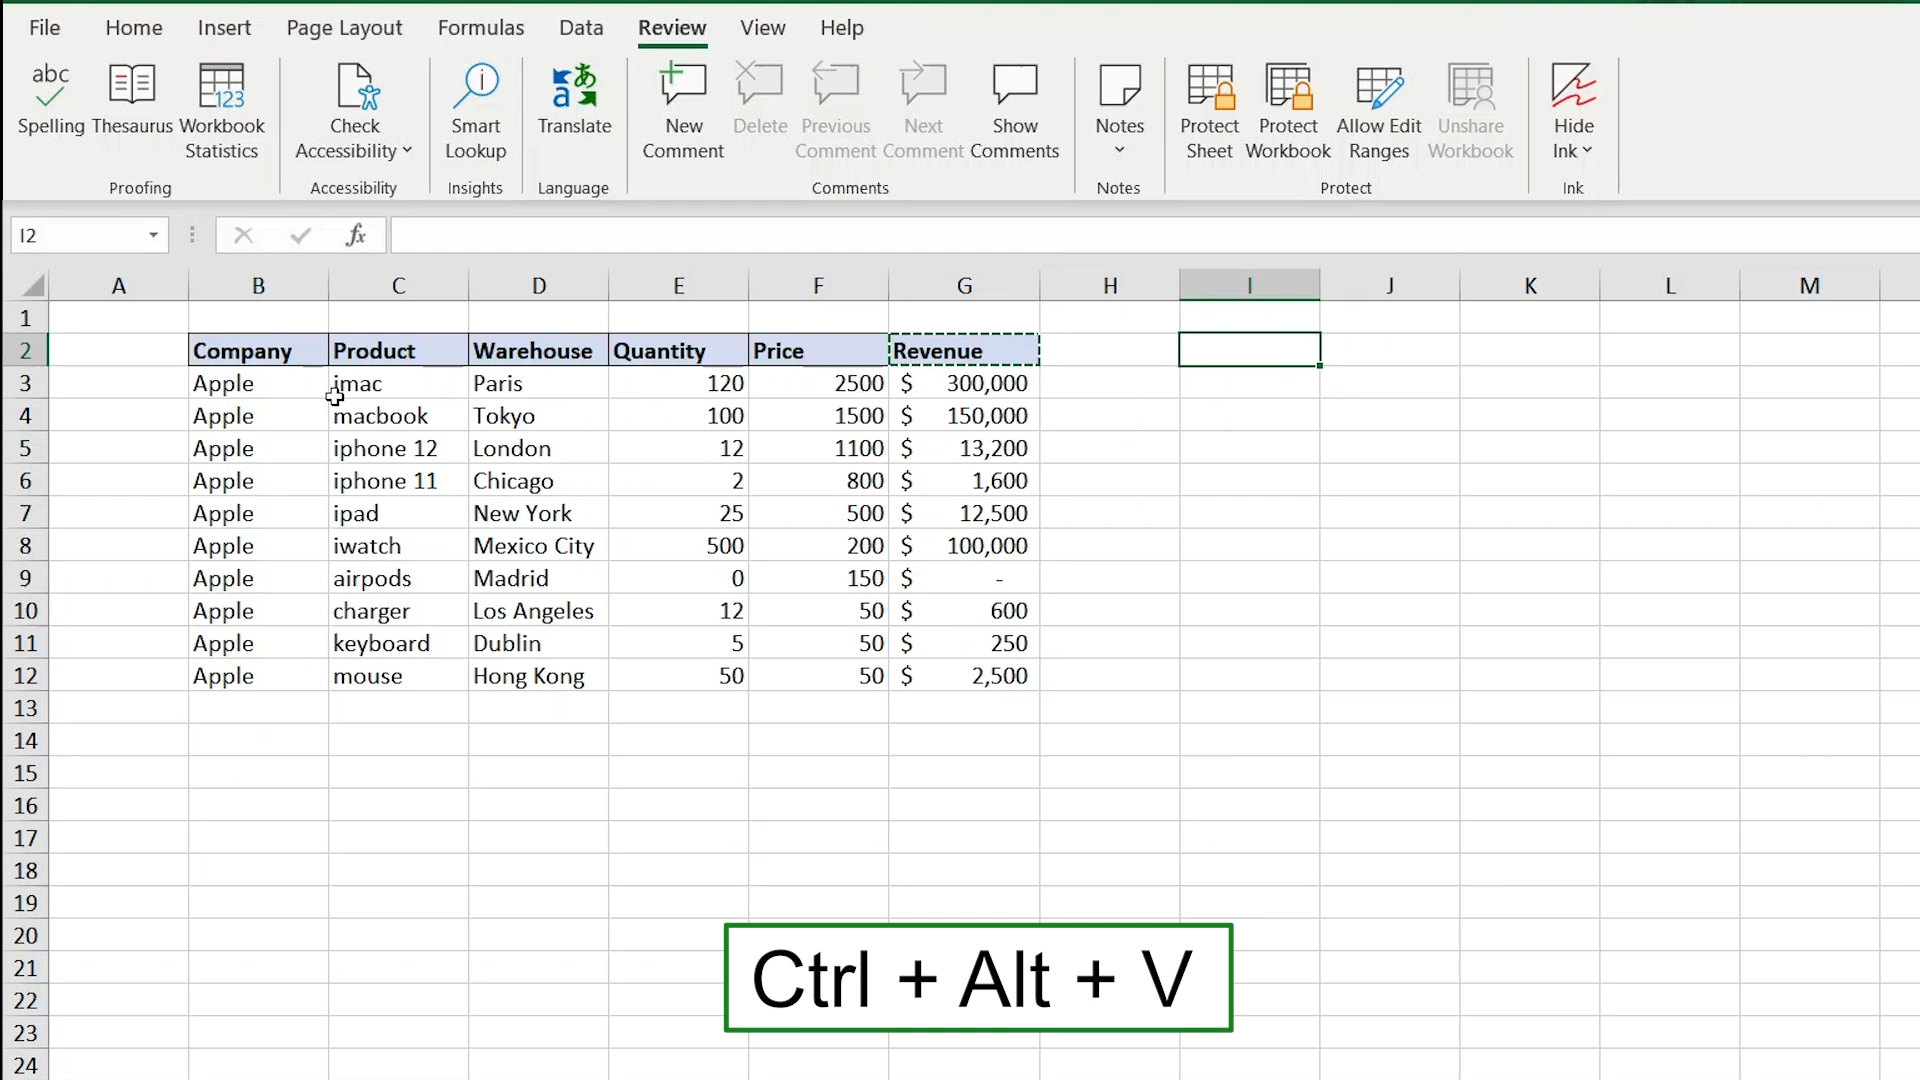 File Home Insert Page Layout Formulas Data Review View Help
abc
Spelling Thesaurus Workbook Statistics
123
Proofing
Check Accessibility
Accessibility
Smart Lookup
Insights
あ
a
Translate
Language
New Comment Delete Previous Comment Next Comment Show Comments
Comments
Notes
Notes
Protect Sheet Protect Workbook Allow Edit Ranges Unshare Workbook
Protect
Hide Ink
Ink
I2 fx
A B C D E F G H I J K L M
1
2 Company Product Warehouse Quantity Price Revenue
3 Apple imac Paris 120 2500 $ 300,000
4 Apple macbook Tokyo 100 1500 $ 150,000
5 Apple iphone 12 London 12 1100 $ 13,200
6 Apple iphone 11 Chicago 2 800 $ 1,600
7 Apple ipad New York 25 500 $ 12,500
8 Apple iwatch Mexico City 500 200 $ 100,000
9 Apple airpods Madrid 0 150 $ -
10 Apple charger Los Angeles 12 50 $ 600
11 Apple keyboard Dublin 5 50 $ 250
12 Apple mouse Hong Kong 50 50 $ 2,500
13
14
15
16
17
18
19
20
21
22
23
24
Ctrl + Alt + V